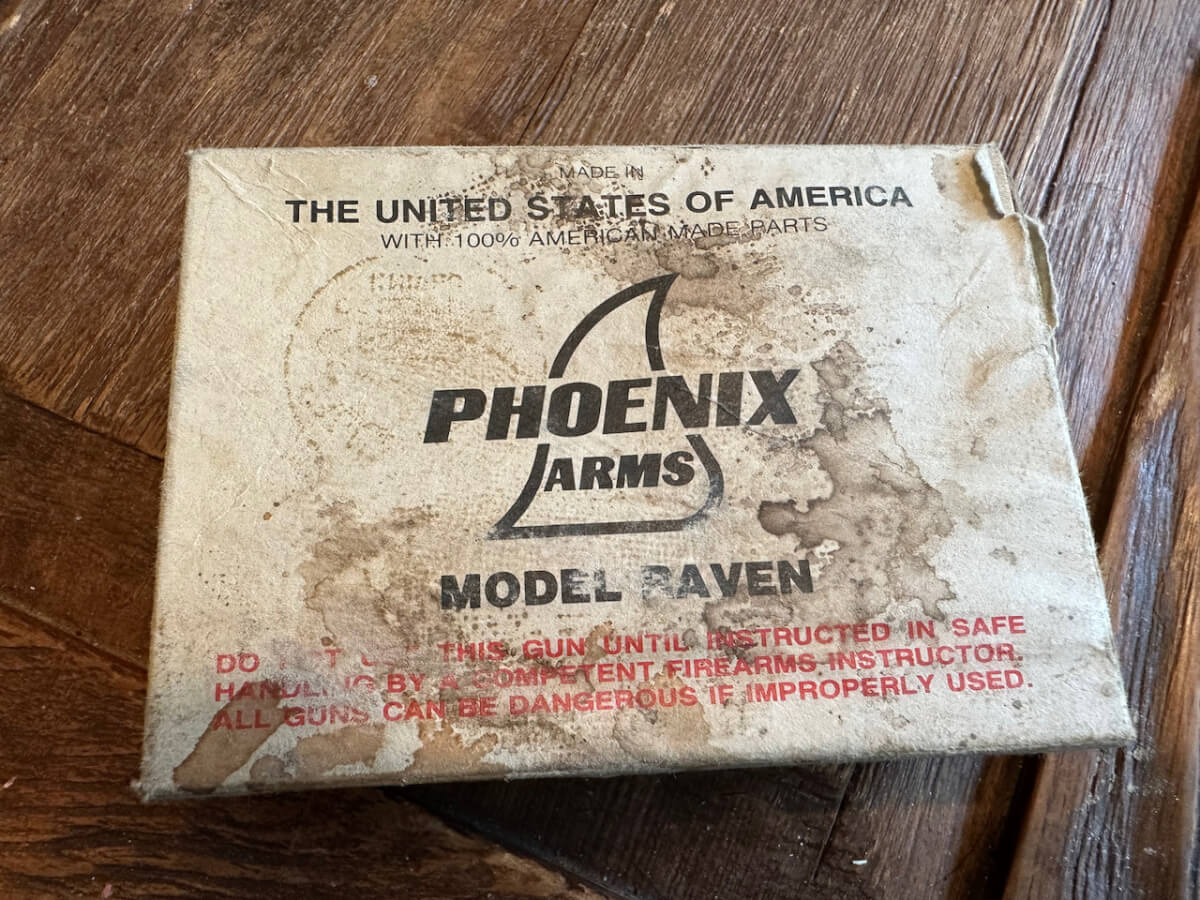 MADE IN
THE UNITED STATES OF AMERICA
WITH 100% AMERICAN MADE PARTS
PHOENIX
ARMS
MODEL RAVEN
DO NOT THIS GUN UNTIL INSTRUCTED IN SAFE
HANDLING BY A COMPETENT FIREARMS INSTRUCTOR.
ALL GUNS CAN BE DANGEROUS IF IMPROPERLY USED.